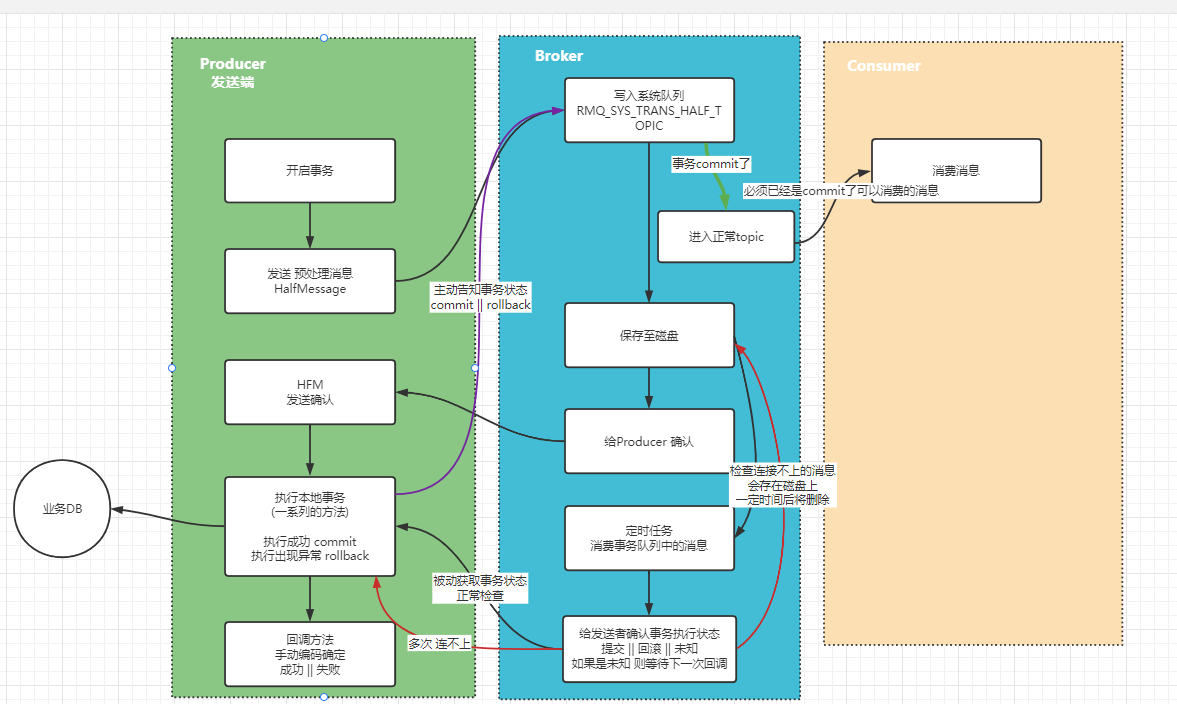 Producer
发送端
开启事务
发送 预处理消息
HalfMessage
HFM
发送确认
执行本地事务
(一系列的方法)
执行成功 commit
执行出现异常 rollback
回调方法
手动编码确定
成功 || 失败
业务DB
主动告知事务状态
commit || rollback
被动获取事务状态
正常检查
多次 连不上
Broker
写入系统队列
RMQ_SYS_TRANS_HALF_T
OPIC
事务commit了
进入正常topic
保存至磁盘
给Producer 确认
检查连接不上的消息
会存在磁盘上
一定时间后将删除
定时任务
消费事务队列中的消息
给发送者确认事务执行状态
提交 || 回滚 || 未知
如果是未知 则等待下一次回调
Consumer
消费消息
必须已经是commit了可以消费的消息